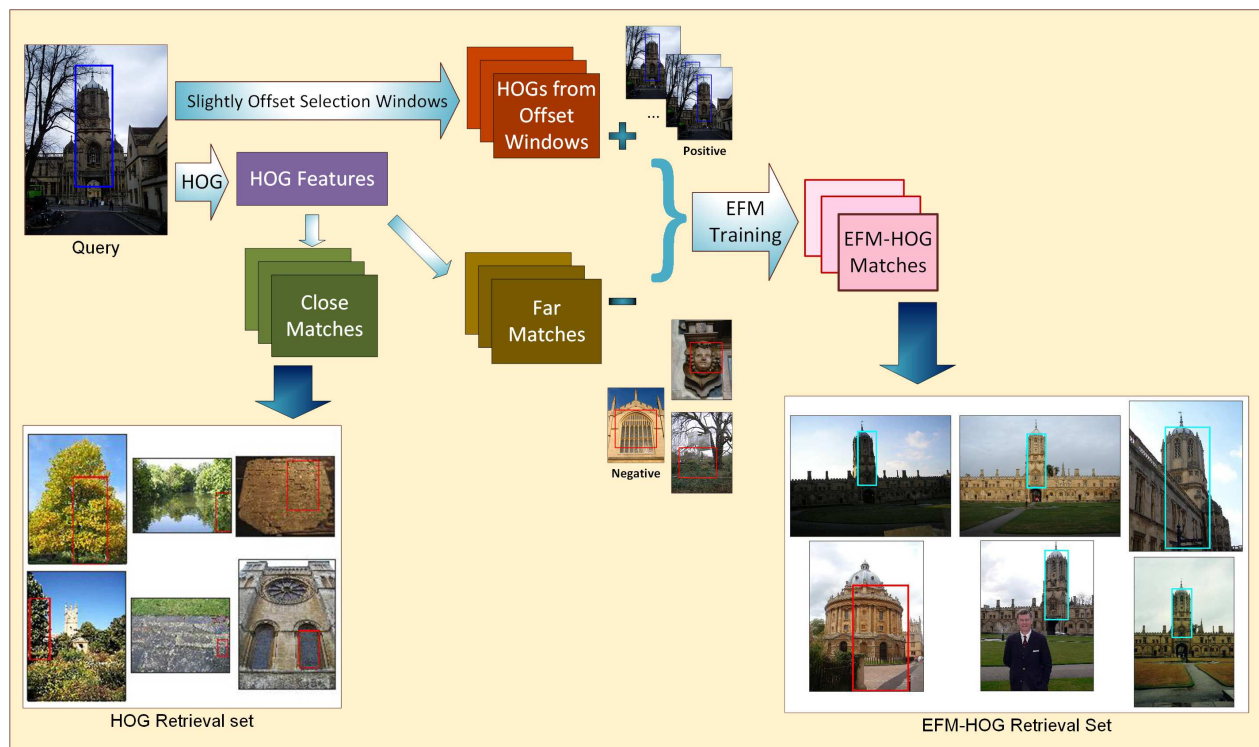 Slightly Offset Selection Windows
HOGs from
Offset
Windows
...
Positive
Query
HOG
HOG Features
EFM
Training
EFM-HOG
Matches
Close
Matches
Far
Matches
Negative
HOG Retrieval set
EFM-HOG Retrieval Set